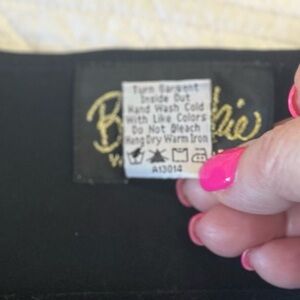 Turn Garment
Inside Out
Hand Wash Cold
With Like Colors
Do Not Bleach
Hang Dry Warm Iron
A13014